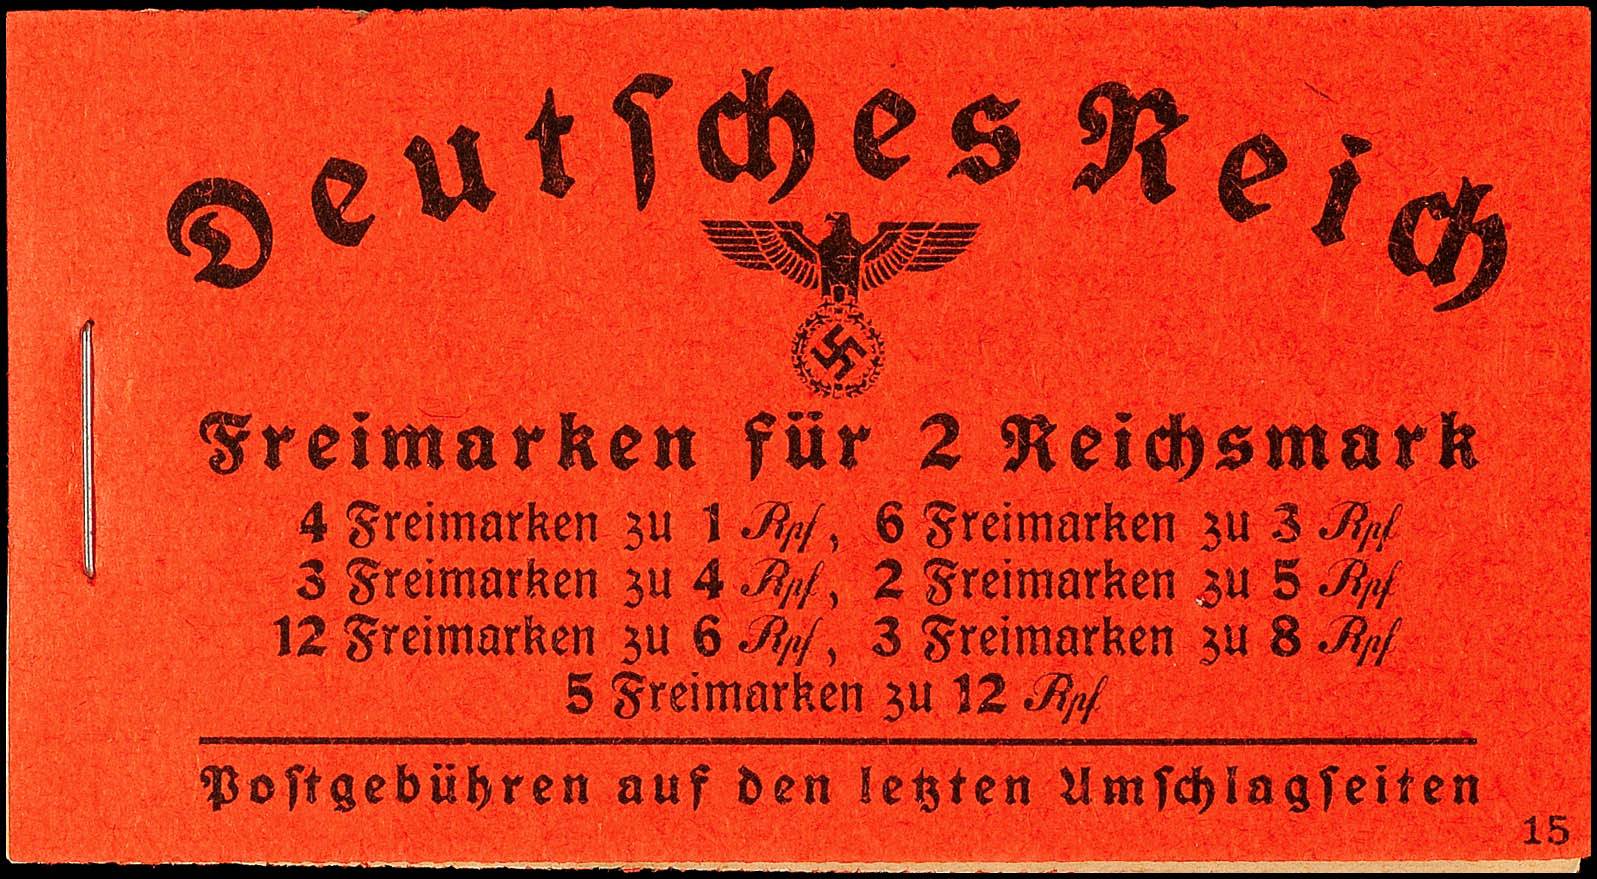 Deutſches Reich
Freimarken für 2 Reichsmark
4 Freimarken zu 1 Rpf, 6 Freimarken zu 3 Rpf
3 Freimarken zu 4 Rpf, 2 Freimarken zu 5 Rpf
12 Freimarken zu 6 Rpf, 3 Freimarken zu 8 Rpf
5 Freimarken zu 12 Rpf
Poſtgebühren auf den letzten Umſchlagſeiten
15